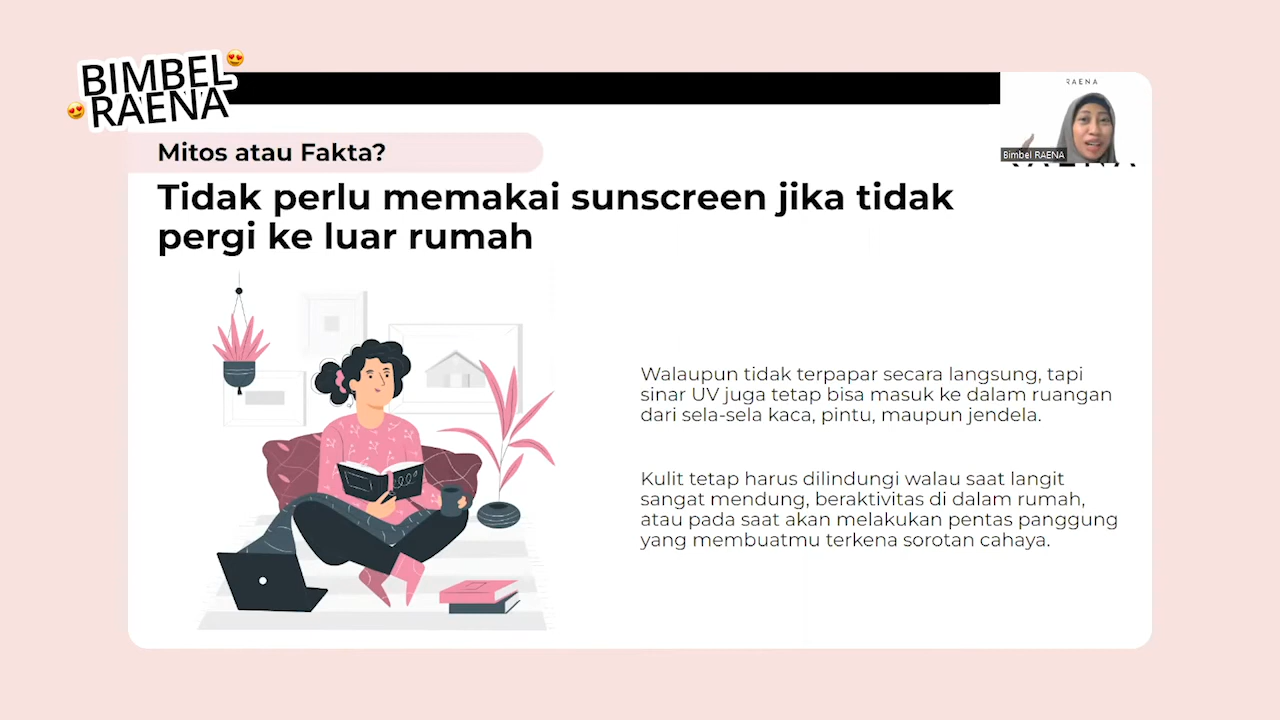 BIMBEL
RAENA
RAENA
Bimbel RAENA
Mitos atau Fakta?
Tidak perlu memakai sunscreen jika tidak
pergi ke luar rumah
Walaupun tidak terpapar secara langsung, tapi
sinar UV juga tetap bisa masuk ke dalam ruangan
dari sela-sela kaca, pintu, maupun jendela.
Kulit tetap harus dilindungi walau saat langit
sangat mendung, beraktivitas di dalam rumah,
atau pada saat akan melakukan pentas panggung
yang membuatmu terkena sorotan cahaya.